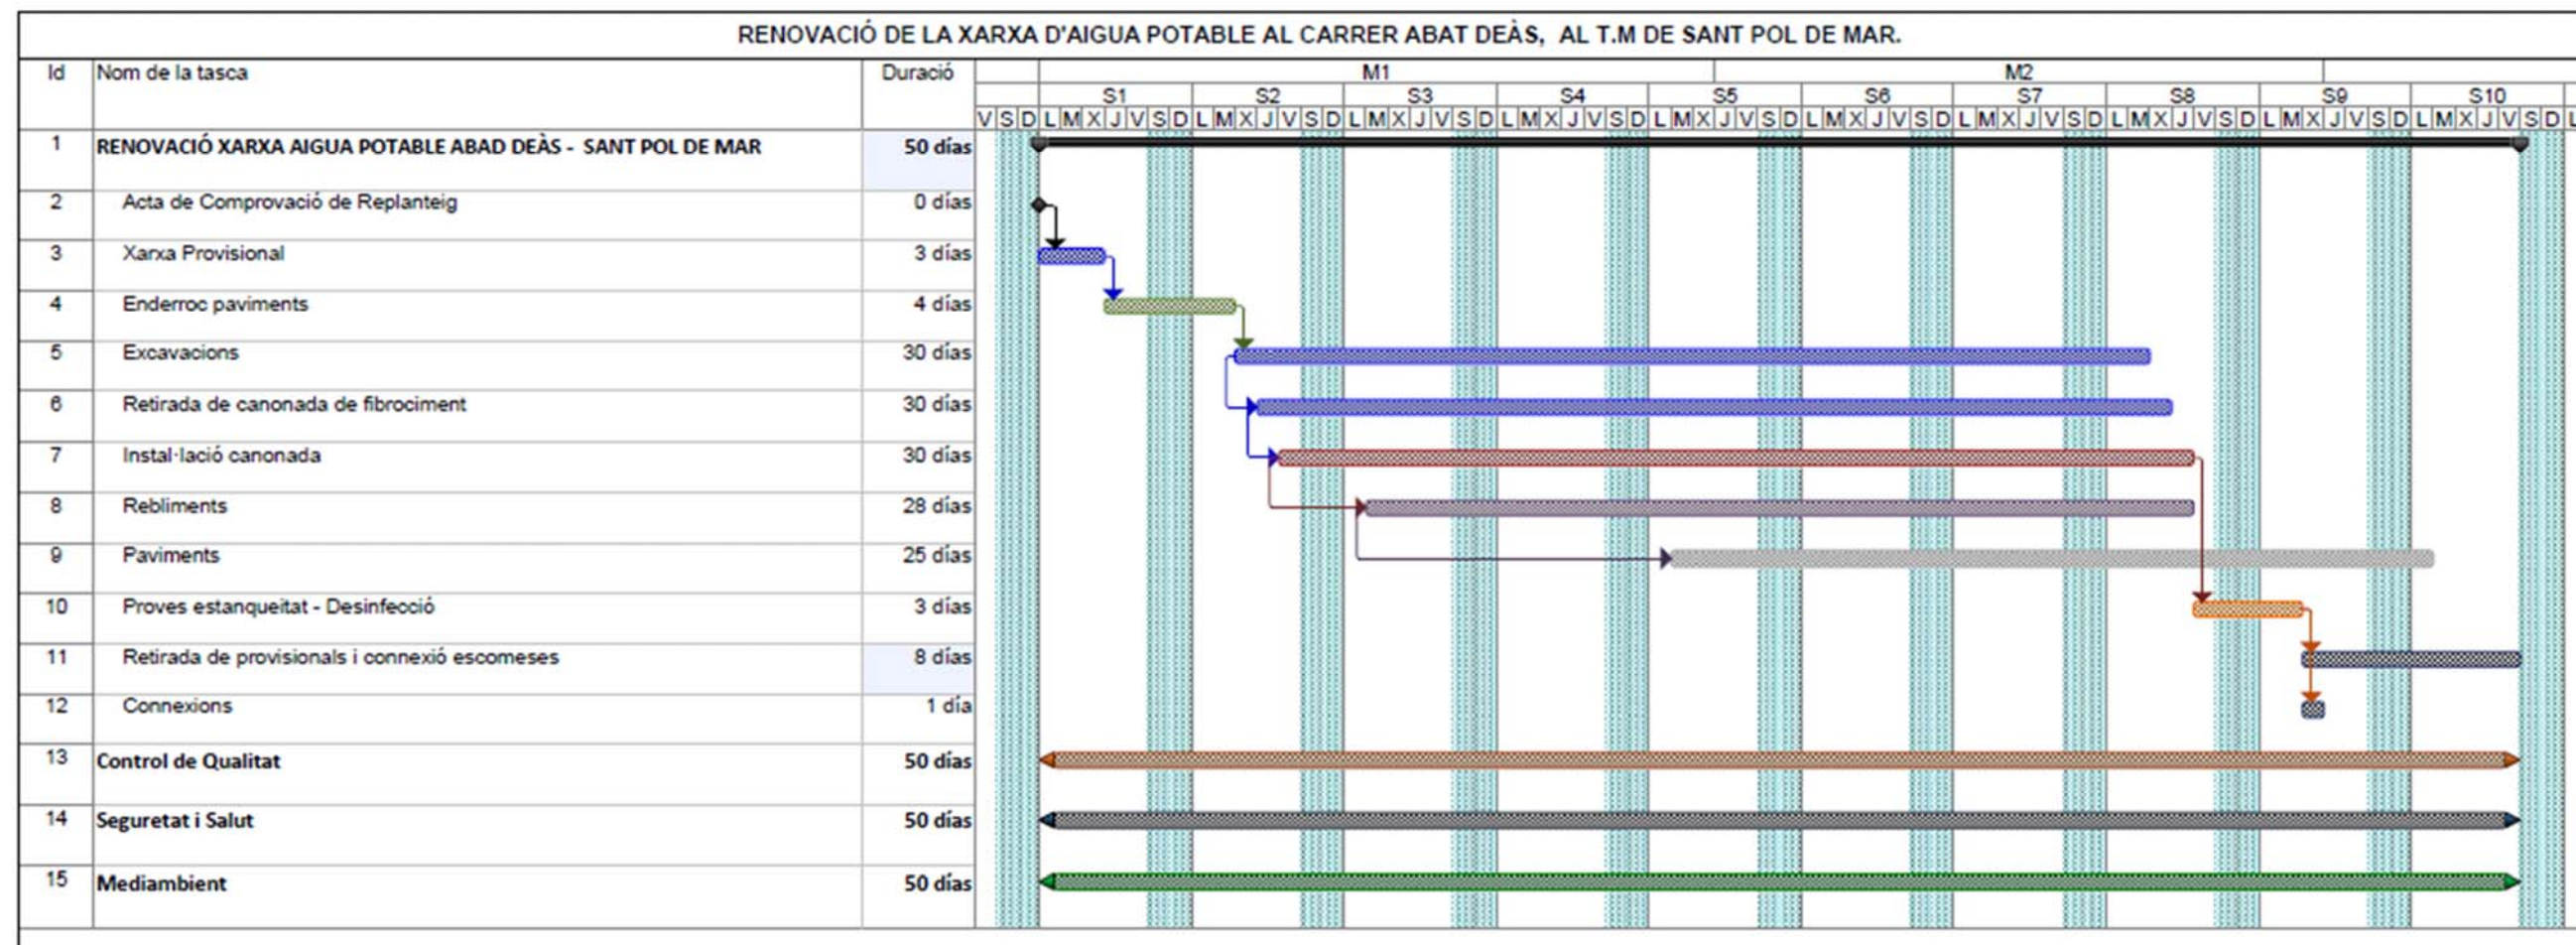 RENOVACIÓ DE LA XARXA D'AIGUA POTABLE AL CARRER ABAT DEÀS,  AL T.M DE SANT POL DE MAR.
Id Nom de la tasca Duració M1 M2
S1 S2 S3 S4 S5 S6 S7 S8 S9 S10
V S D L M X J V S D L M X J V S D L M X J V S D L M X J V S D L M X J V S D L M X J V S D L M X J V S D L M X J V S D L M X J V S D L M X J V S D L
1 RENOVACIÓ XARXA AIGUA POTABLE ABAD DEÀS -  SANT POL DE MAR 50 días
2 Acta de Comprovació de Replanteig 0 días
3 Xarxa Provisional 3 días
4 Enderroc paviments 4 días
5 Excavacions 30 días
6 Retirada de canonada de fibrociment 30 días
7 Instal·lació canonada 30 días
8 Rebliments 28 días
9 Paviments 25 días
10 Proves estanqueitat - Desinfecció 3 días
11 Retirada de provisionals i connexió escomeses 8 días
12 Connexions 1 día
13 Control de Qualitat 50 días
14 Seguretat i Salut 50 días
15 Mediambient 50 días